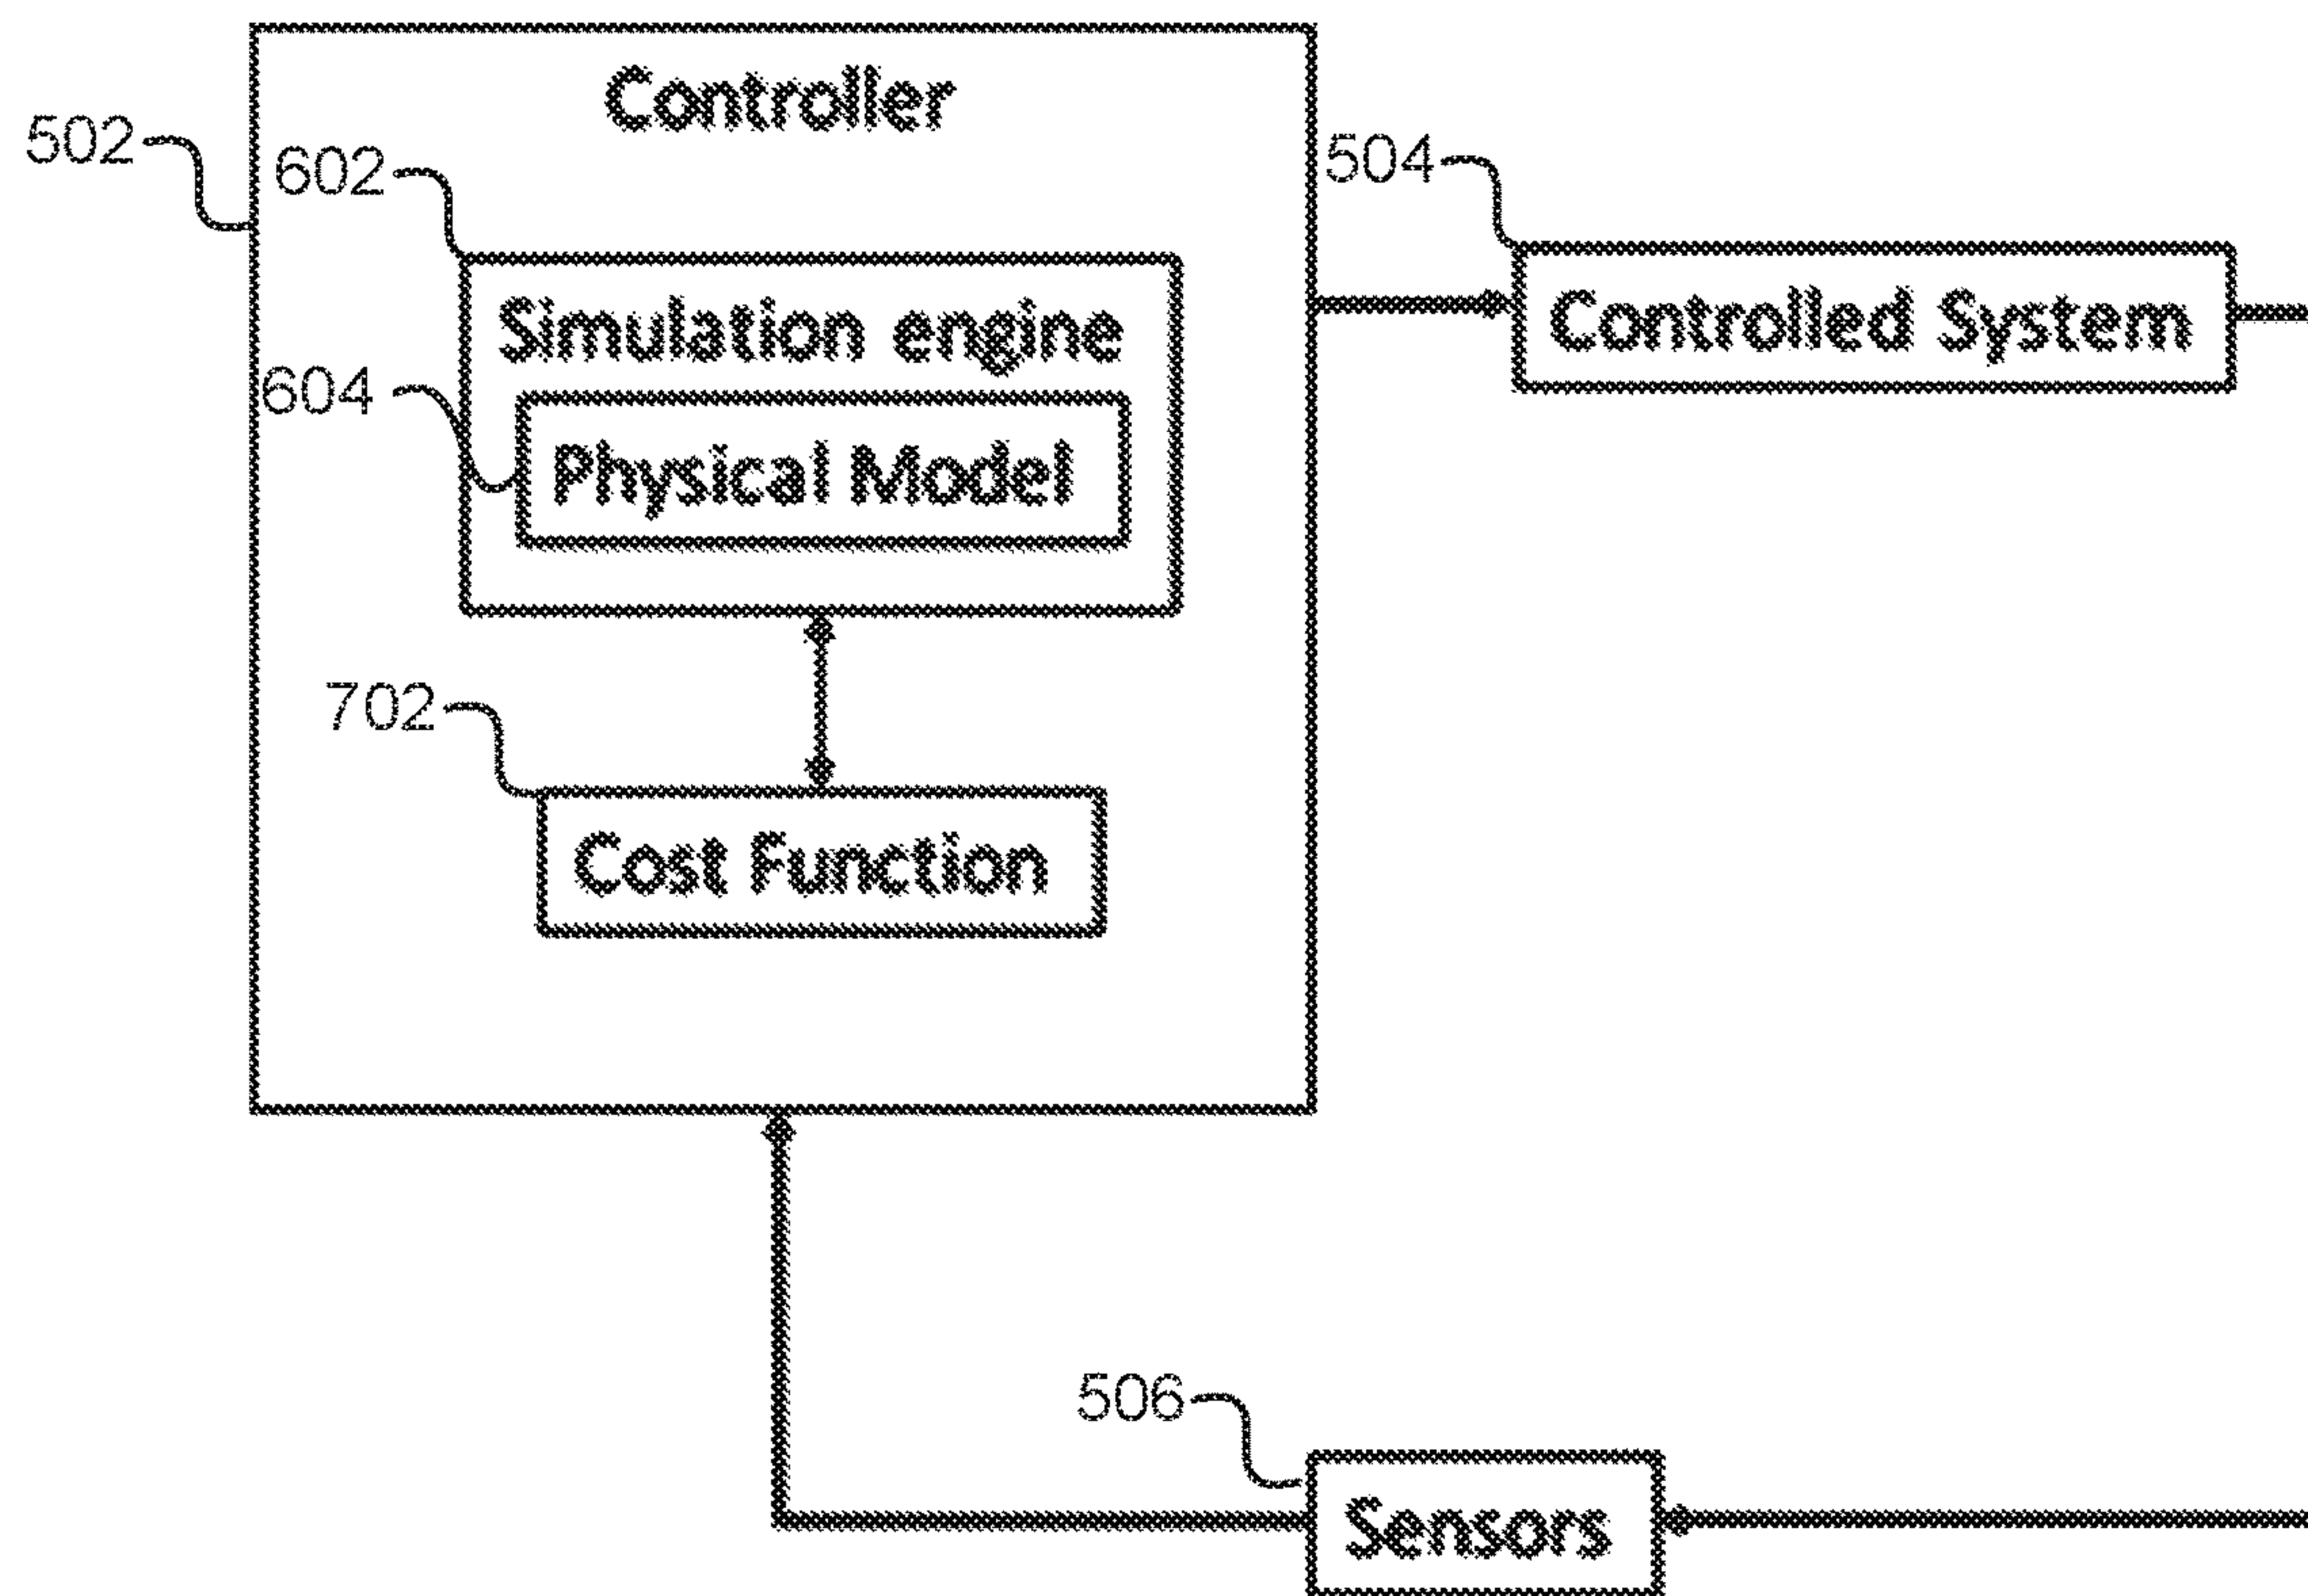 Controller
502
602
504
Simulation engine
Controlled System
604
Physical Model
702
Cost Function
506
Sensors